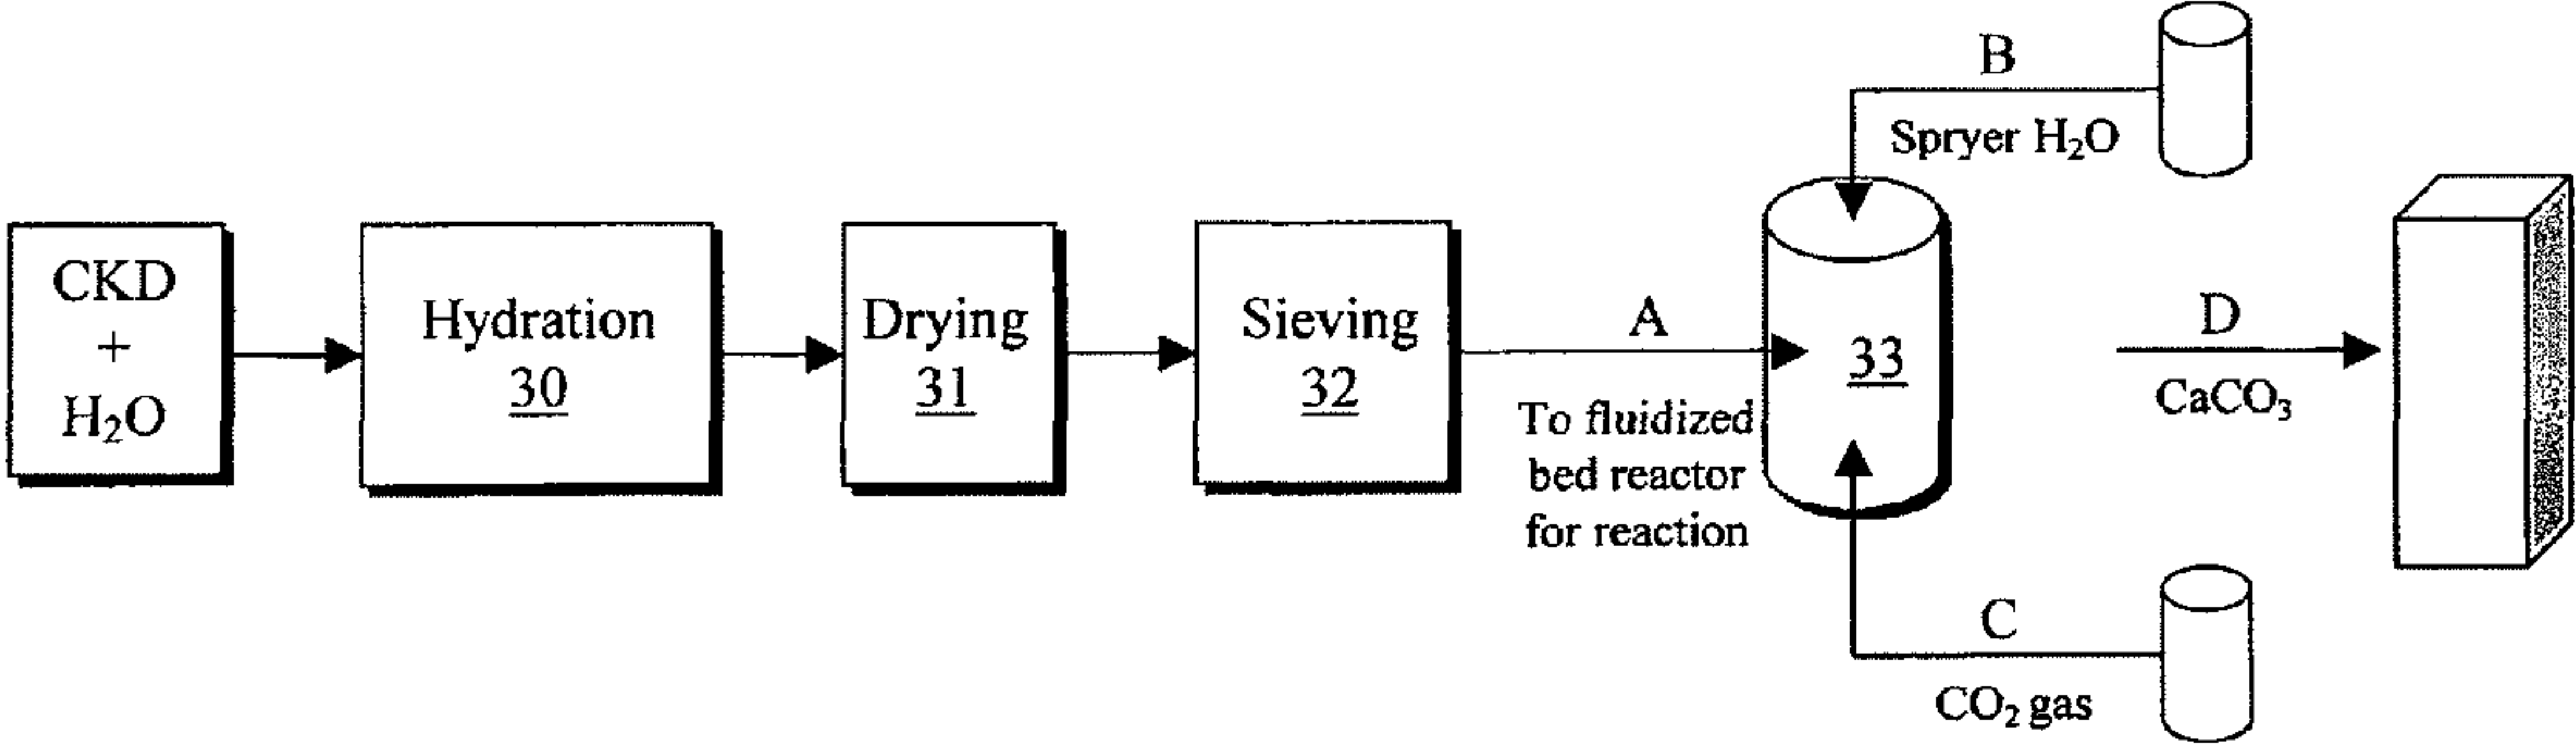 CKD
+
H₂O
Hydration
30
Drying
31
Sieving
32
A
To fluidized
bed reactor
for reaction
B
Spryer H₂O
33
C
CO₂ gas
D
CaCO₃